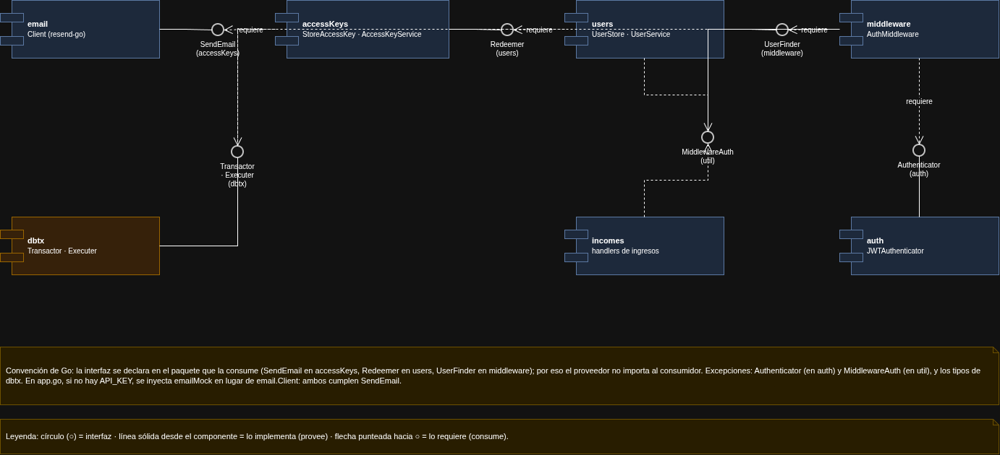 email
Client (resend-go)
requiere
SendEmail
(accessKeys)
accessKeys
StoreAccessKey · AccessKeyService
requiere
Redeemer
(users)
users
UserStore · UserService
requiere
UserFinder
(middleware)
middleware
AuthMiddleware
requiere
MiddlewareAuth
(util)
Transactor
· Executer
(dbtx)
Authenticator
(auth)
dbtx
Transactor · Executer
incomes
handlers de ingresos
auth
JWTAuthenticator
Convención de Go: la interfaz se declara en el paquete que la consume (SendEmail en accessKeys, Redeemer en users, UserFinder en middleware); por eso el proveedor no importa al consumidor. Excepciones: Authenticator (en auth) y MiddlewareAuth (en util), y los tipos de
dbtx. En app.go, si no hay API_KEY, se inyecta emailMock en lugar de email.Client: ambos cumplen SendEmail.
Leyenda: círculo (○) = interfaz · línea sólida desde el componente = lo implementa (provee) · flecha punteada hacia ○ = lo requiere (consume).